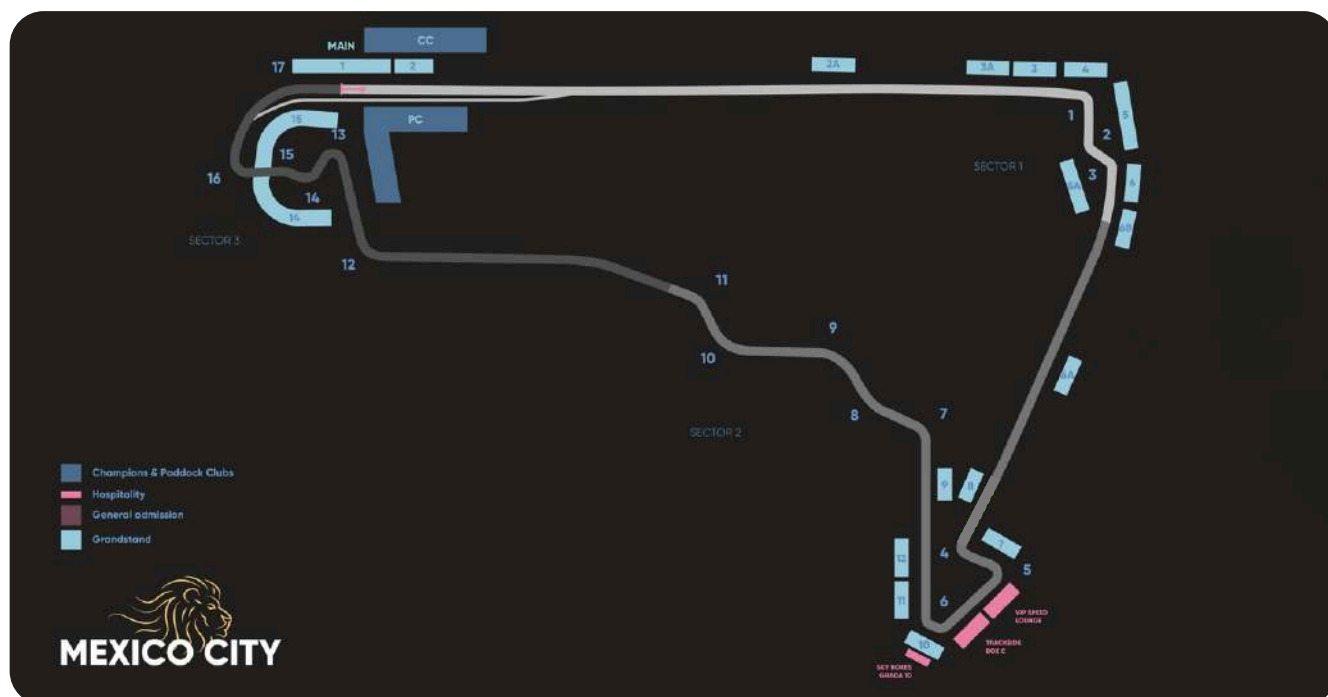 MAIN
CC
17
1
2
2A
3A
3
4
PC
15
13
1
2
5
15
SECTOR 1
3
6
16
14
14
6B
SECTOR 3
12
11
9
10
6A
8
7
SECTOR 2
Champions & Paddock Clubs
Hospitality
General admission
Grandstand
9
8
12
4
7
5
11
6
VIP SPEED
LOUNGE
TRACKSIDE
BOX C
10
SKY BOXES
GRADA 10
MEXICO CITY